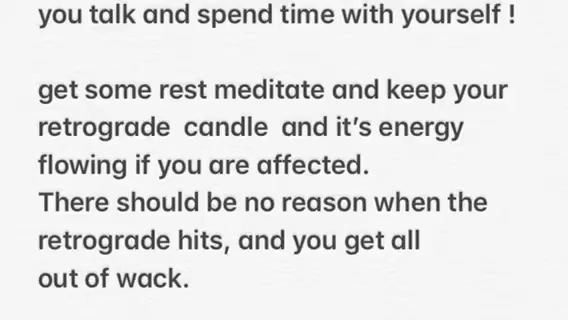 you talk and spend time with yourself !
get some rest meditate and keep your
retrograde  candle  and it's energy
flowing if you are affected.
There should be no reason when the
retrograde hits, and you get all
out of wack.